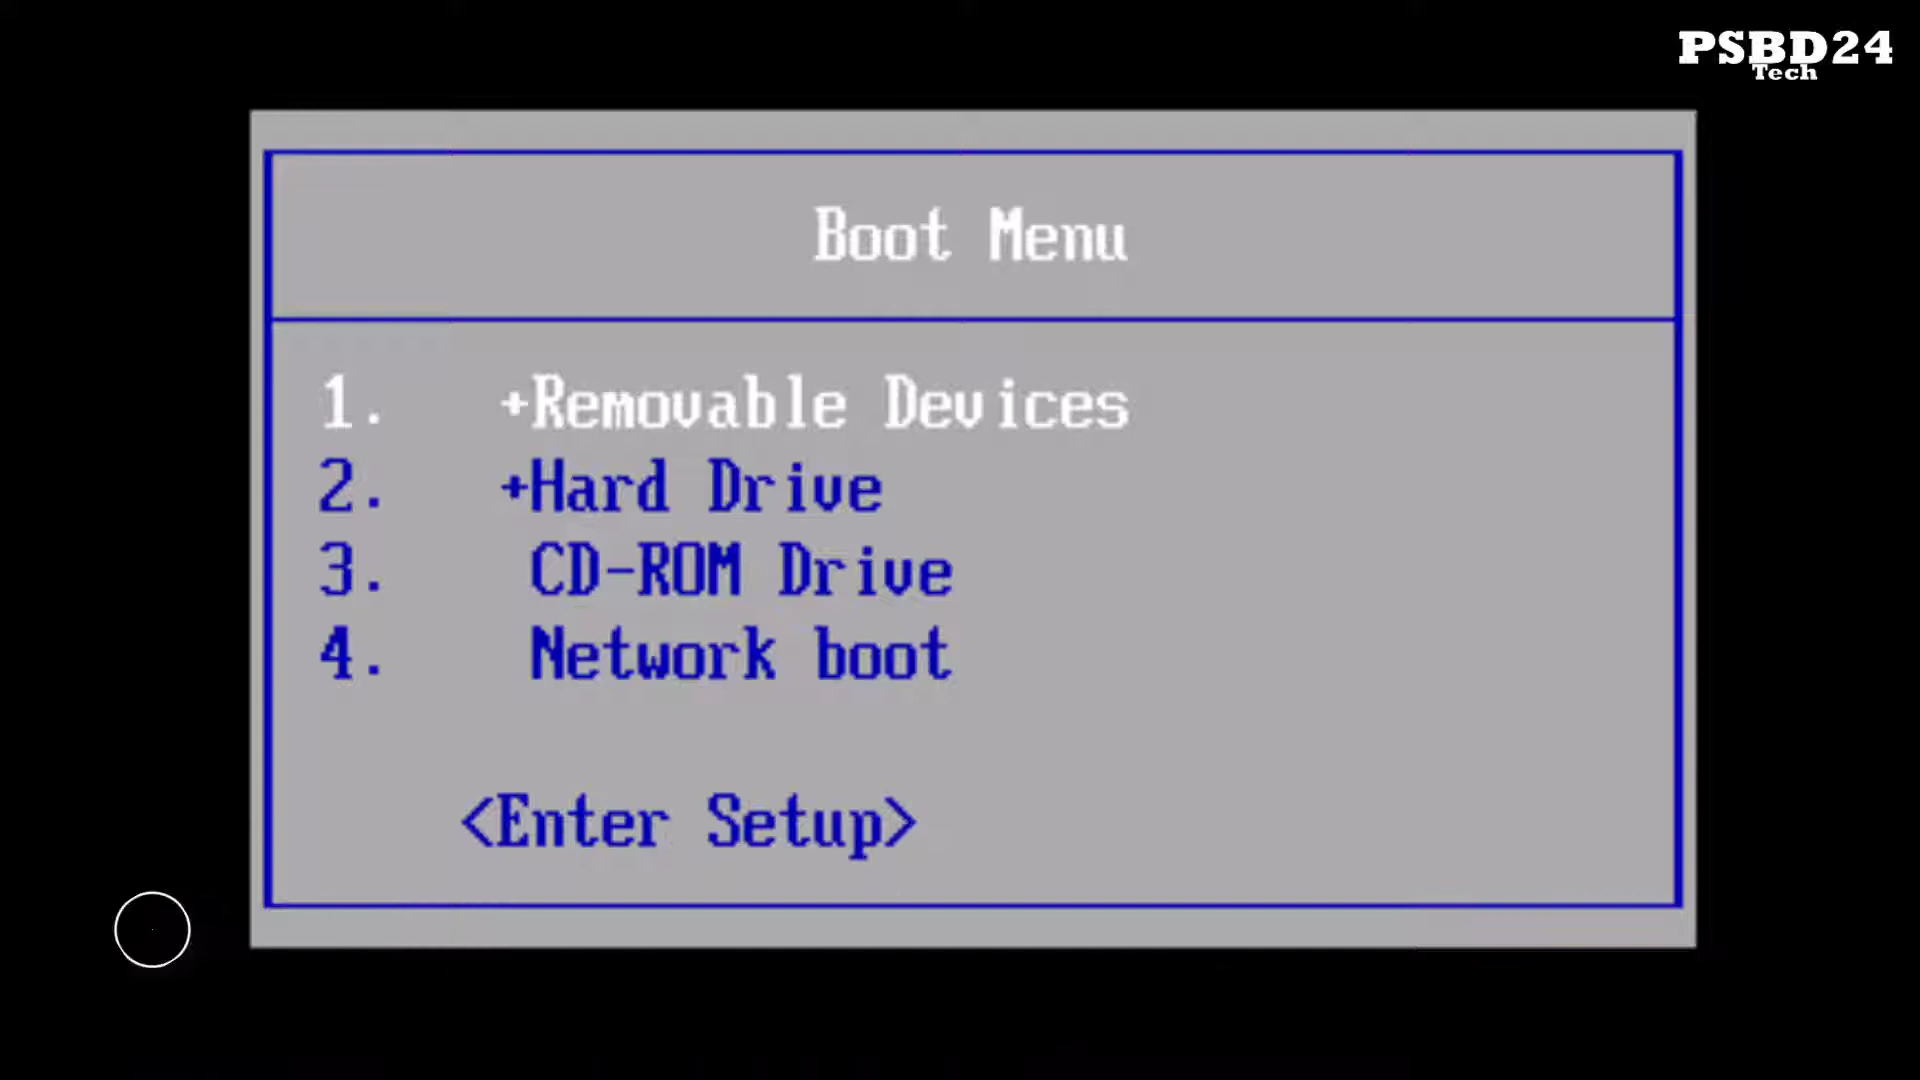 PSBD24
Tech
Boot Menu
1. +Removable Devices
2. +Hard Drive
3. CD-ROM Drive
4. Network boot
<Enter Setup>